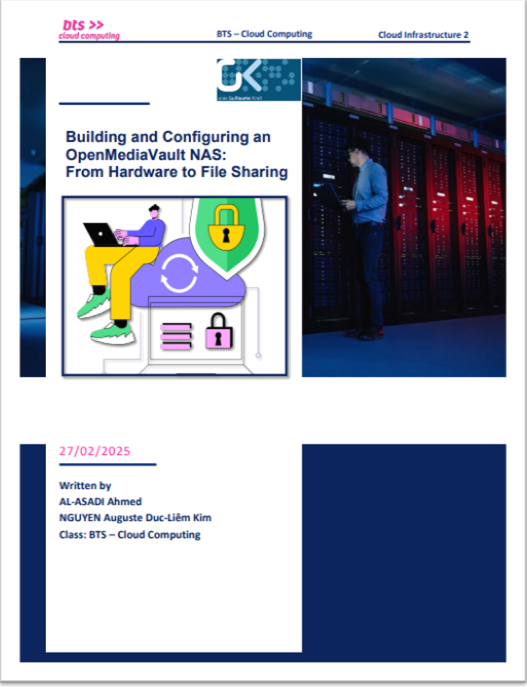 bts >>
cloud computing
BTS – Cloud Computing
Cloud Infrastructure 2
GK
Guillaume Kroll
Building and Configuring an
OpenMediaVault NAS:
From Hardware to File Sharing
27/02/2025
Written by
AL-ASADI Ahmed
NGUYEN Auguste Duc-Liêm Kim
Class: BTS – Cloud Computing